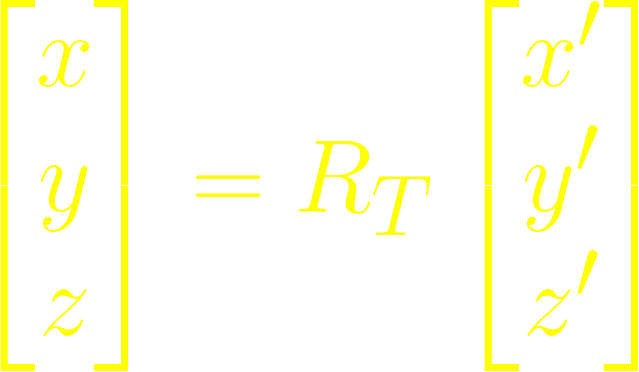 [x] = R_T [x′]
[y] [y′]
[z] [z′]